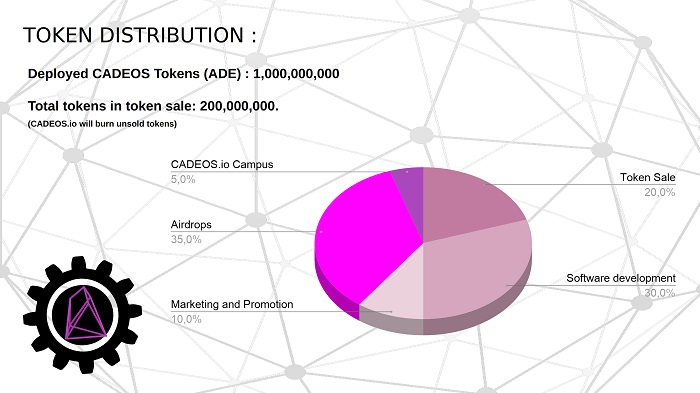 TOKEN DISTRIBUTION :
Deployed CADEOS Tokens (ADE) : 1,000,000,000
Total tokens in token sale: 200,000,000.
(CADEOS.io will burn unsold tokens)
CADEOS.io Campus
5,0%
Token Sale
20,0%
Airdrops
35,0%
Software development
30,0%
Marketing and Promotion
10,0%